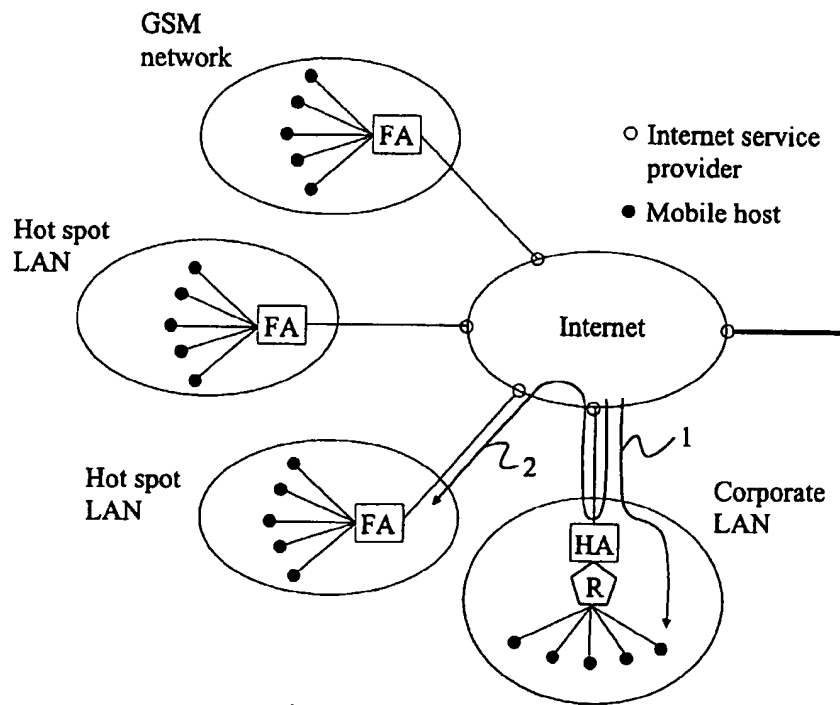 GSM
network
FA
Internet service
provider
Mobile host
Hot spot
LAN
FA
Internet
1
2
Hot spot
LAN
FA
Corporate
LAN
HA
R